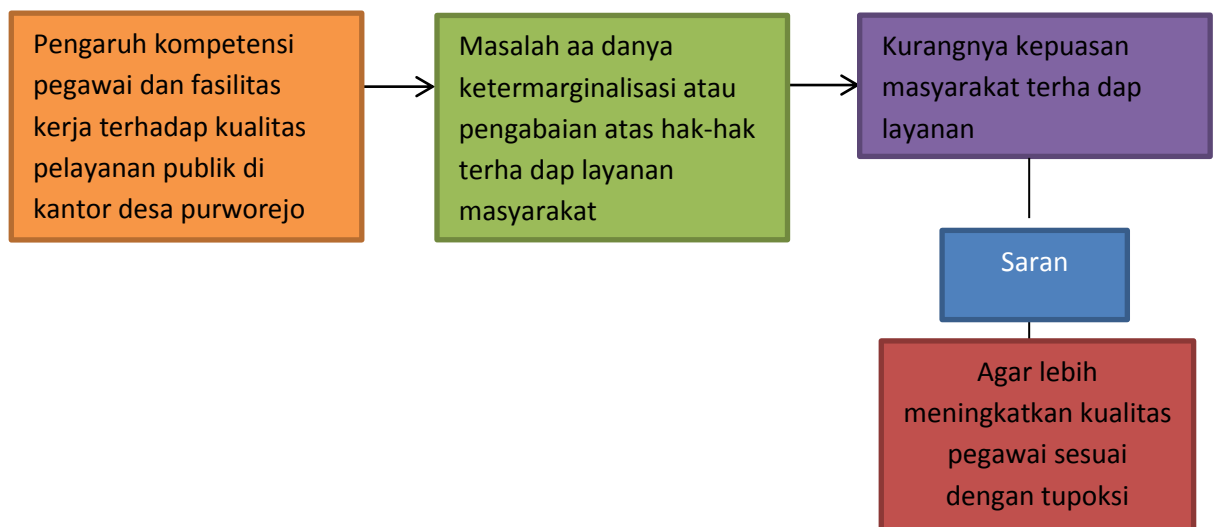 Pengaruh kompetensi
pegawai dan fasilitas
kerja terhadap kualitas
pelayanan publik di
kantor desa purworejo
Masalah aa danya
ketermarginalisasi atau
pengabaian atas hak-hak
terha dap layanan
masyarakat
Kurangnya kepuasan
masyarakat terha dap
layanan
Saran
Agar lebih
meningkatkan kualitas
pegawai sesuai
dengan tupoksi